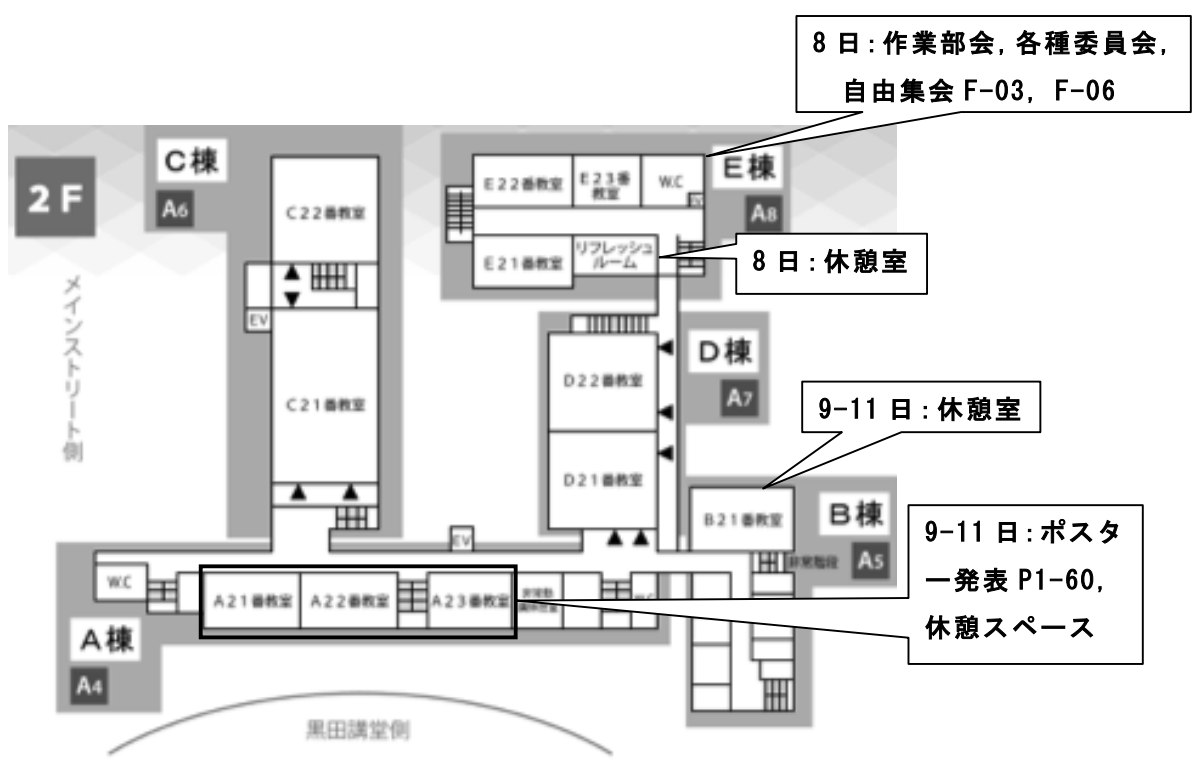 8 日：作業部会，各種委員会，
自由集会 F-03， F-06
2F
C棟
A6
E棟
A8
C22番教室
E22番教室
E23番
教室
W.C
EV
E21番教室
リフレッシュ
ルーム
8 日：休憩室
メインストリート側
EV
C21番教室
D棟
A7
D22番教室
D21番教室
9-11 日：休憩室
B21番教室
B棟
A5
非常階段
9-11 日：ポスタ
ー発表 P1-60，
休憩スペース
EV
W.C
A21番教室
A22番教室
A23番教室
非常勤
W.C
A棟
A4
黒田講堂側